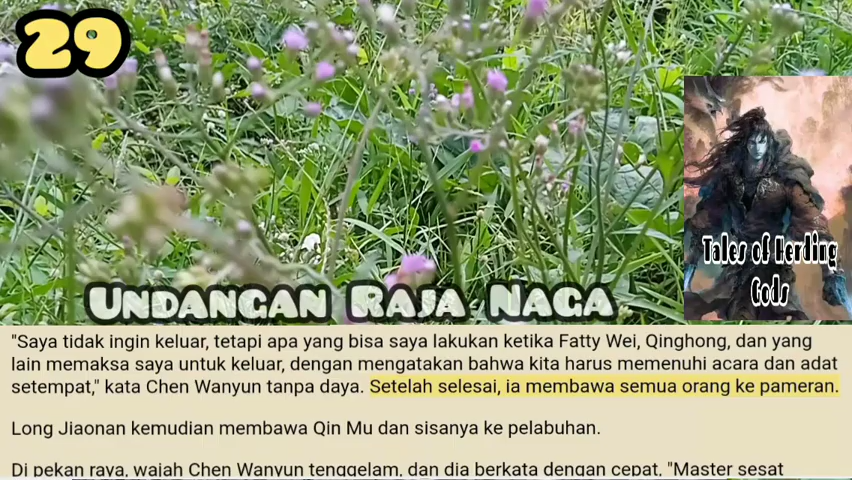 29
Tales of Herding
Gods
UNDANGAN RAJA NAGA
"Saya tidak ingin keluar, tetapi apa yang bisa saya lakukan ketika Fatty Wei, Qinghong, dan yang
lain memaksa saya untuk keluar, dengan mengatakan bahwa kita harus memenuhi acara dan adat
setempat," kata Chen Wanyun tanpa daya. Setelah selesai, ia membawa semua orang ke pameran.
Long Jiaonan kemudian membawa Qin Mu dan sisanya ke pelabuhan.
Di pekan raya, wajah Chen Wanyun tenggelam, dan dia berkata dengan cepat, "Master sesat